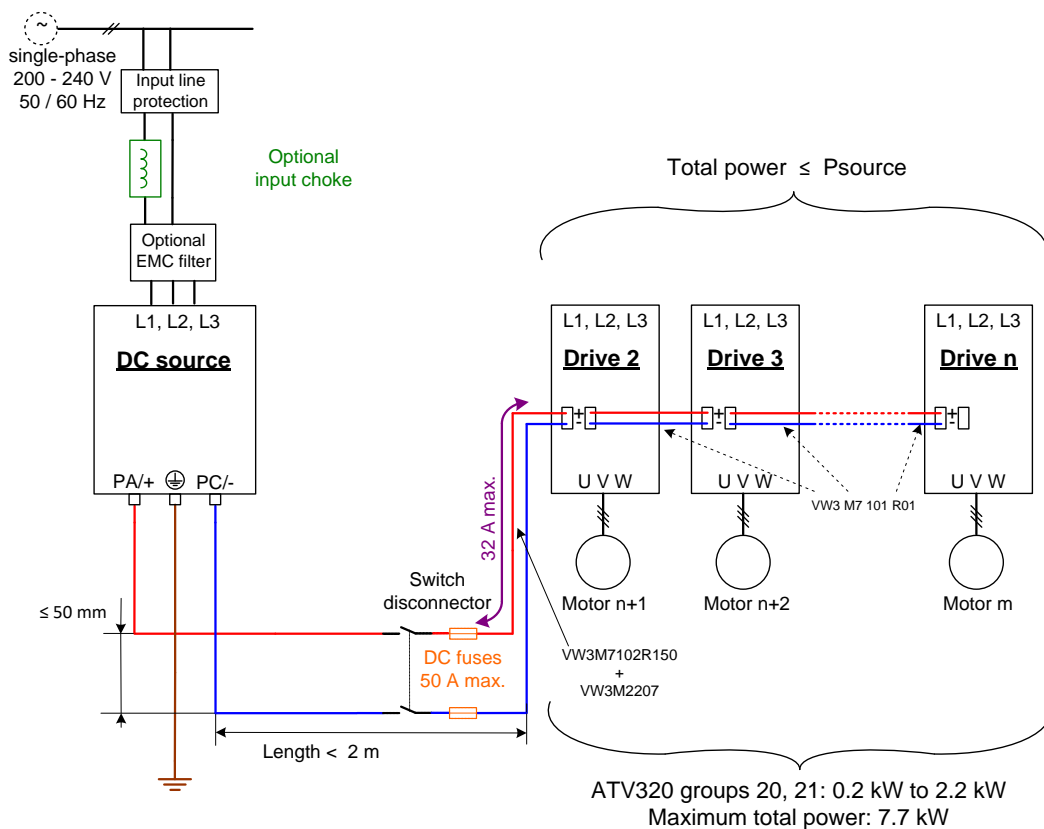 ~
single-phase
200 - 240 V
50 / 60 Hz
Input line
protection
Optional
input choke
Optional
EMC filter
L1, L2, L3
DC source
PA/+
PC/-
≤ 50 mm
Length < 2 m
Switch
disconnector
DC fuses
50 A max.
32 A max.
Total power ≤ Psource
L1, L2, L3
Drive 2
+
-
U V W
Motor n+1
L1, L2, L3
Drive 3
+
-
U V W
Motor n+2
L1, L2, L3
Drive n
+
-
U V W
Motor m
VW3 M7 101 R01
VW3M7102R150
+
VW3M2207
ATV320 groups 20, 21: 0.2 kW to 2.2 kW
Maximum total power: 7.7 kW